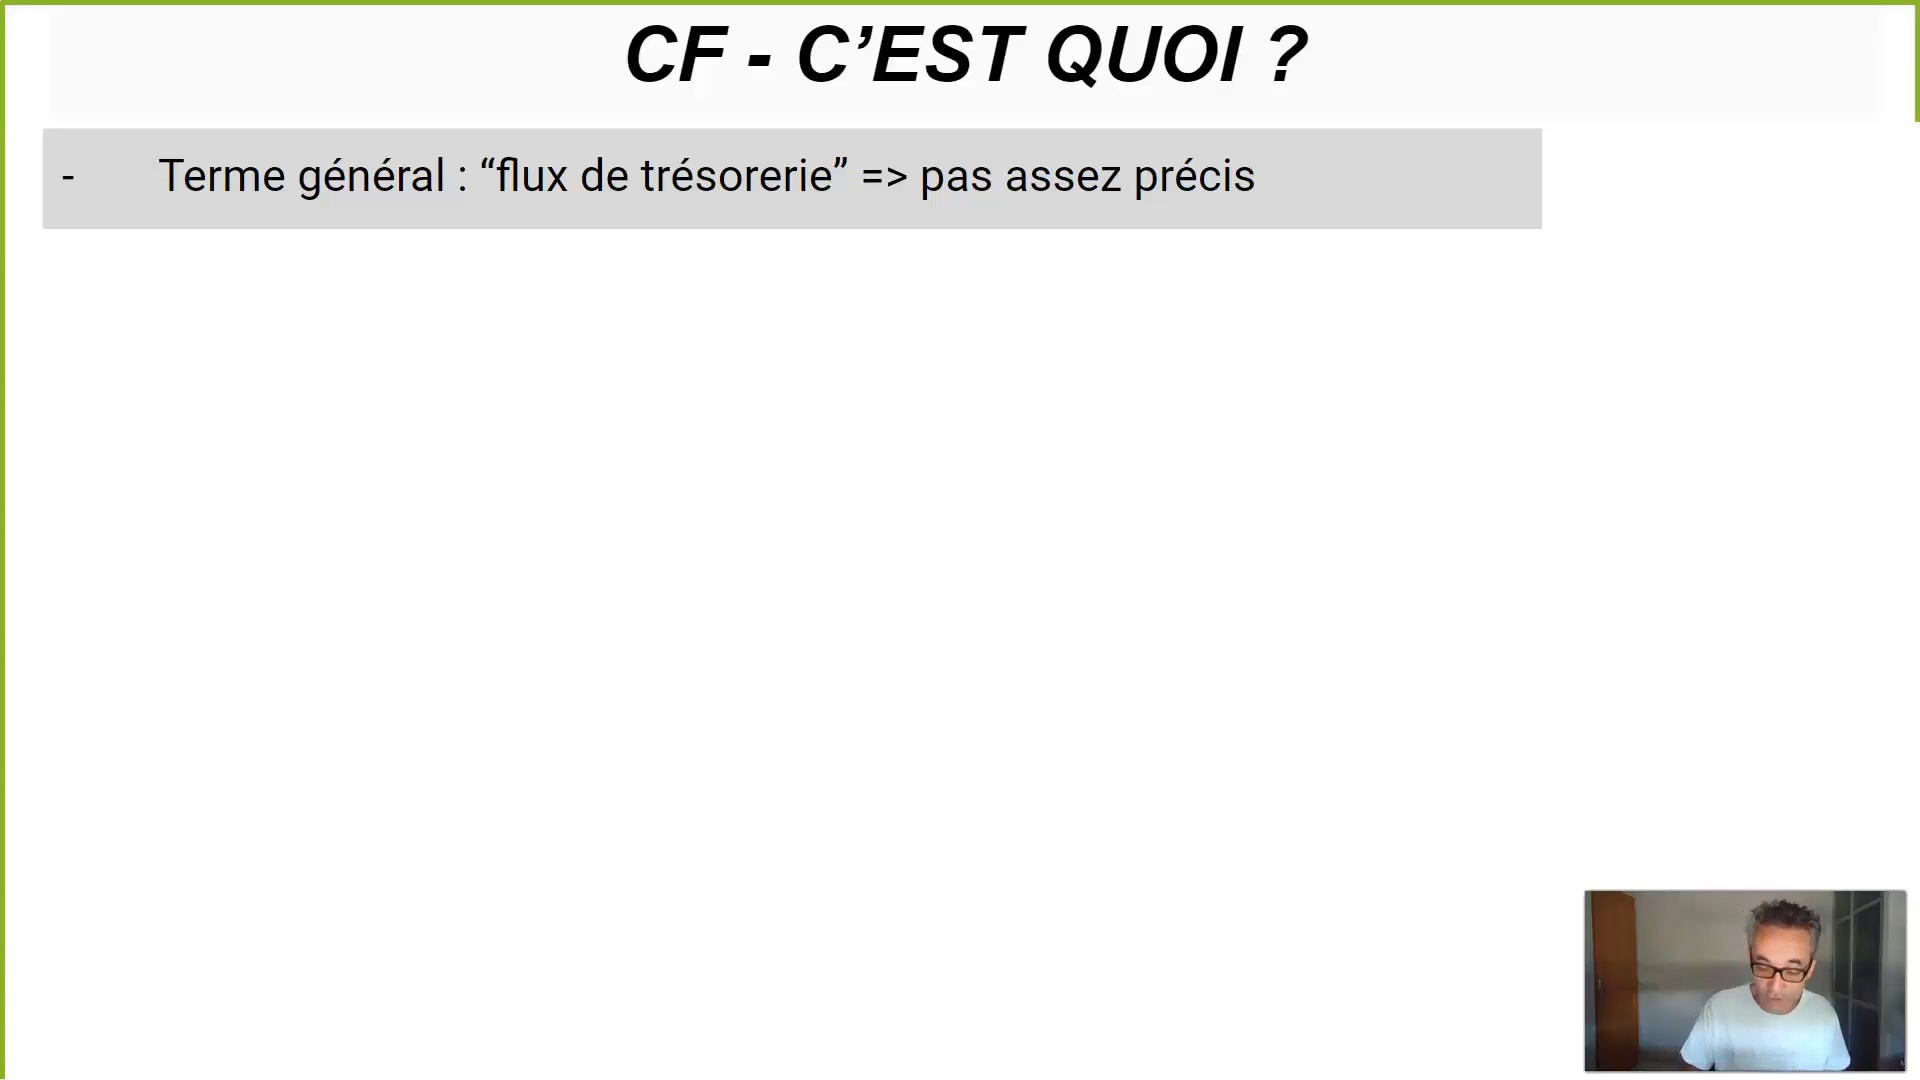 CF - C’EST QUOI ?
- Terme général : “flux de trésorerie” => pas assez précis